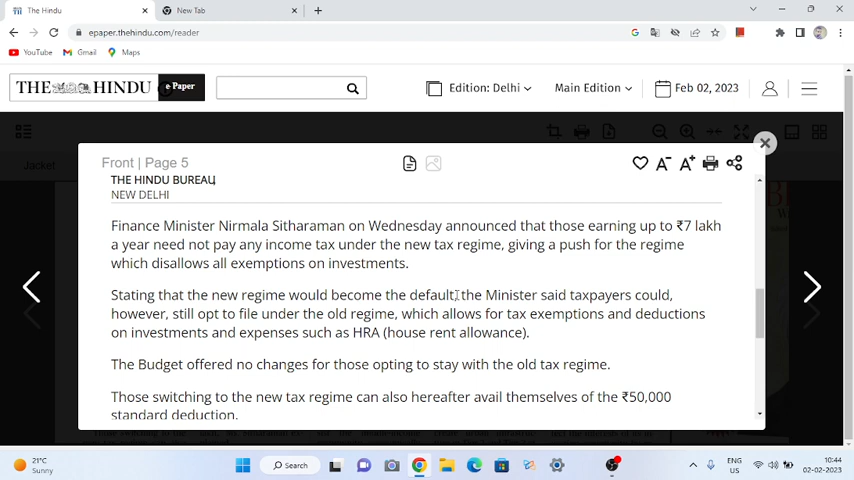 The Hindu
New Tab
epaper.thehindu.com/reader
YouTube Gmail Maps
THE HINDU e Paper
Edition: Delhi Main Edition Feb 02, 2023
Jacket
Front | Page 5
A- A+
THE HINDU BUREAU
NEW DELHI
Finance Minister Nirmala Sitharaman on Wednesday announced that those earning up to ₹7 lakh
a year need not pay any income tax under the new tax regime, giving a push for the regime
which disallows all exemptions on investments.
Stating that the new regime would become the default, the Minister said taxpayers could,
however, still opt to file under the old regime, which allows for tax exemptions and deductions
on investments and expenses such as HRA (house rent allowance).
The Budget offered no changes for those opting to stay with the old tax regime.
Those switching to the new tax regime can also hereafter avail themselves of the ₹50,000
standard deduction.
21°C
Sunny
Search
ENG
US
10:44
02-02-2023